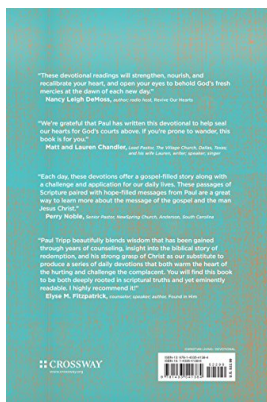 "These devotional readings will strengthen, nourish, and
recalibrate your heart, and open your eyes to behold God's fresh
mercies at the dawn of each new day."
Nancy Leigh DeMoss, author; radio host, Revive Our Hearts
"We're grateful that Paul has written this devotional to help seal
our hearts for God's courts above. If you're prone to wander, this
book is for you."
Matt and Lauren Chandler, Lead Pastor, The Village Church, Dallas, Texas;
and his wife Lauren, writer, speaker, singer
"Each day, these devotions offer a gospel-filled story along with
a challenge and application for our daily lives. These passages of
Scripture paired with hope-filled messages from Paul are a great
way to learn more about the message of the gospel and the man
Jesus Christ."
Perry Noble, Senior Pastor, NewSpring Church, Anderson, South Carolina
"Paul Tripp beautifully blends wisdom that has been gained
through years of counseling, insight into the biblical story of
redemption, and his strong grasp of Christ as our substitute to
produce a series of daily devotions that both warm the heart of
the hurting and challenge the complacent. You will find this book
to be both deeply rooted in scriptural truths and yet eminently
readable. I highly recommend it!"
Elyse M. Fitzpatrick, counselor; speaker; author, Found in Him
CROSSWAY
www.crossway.org